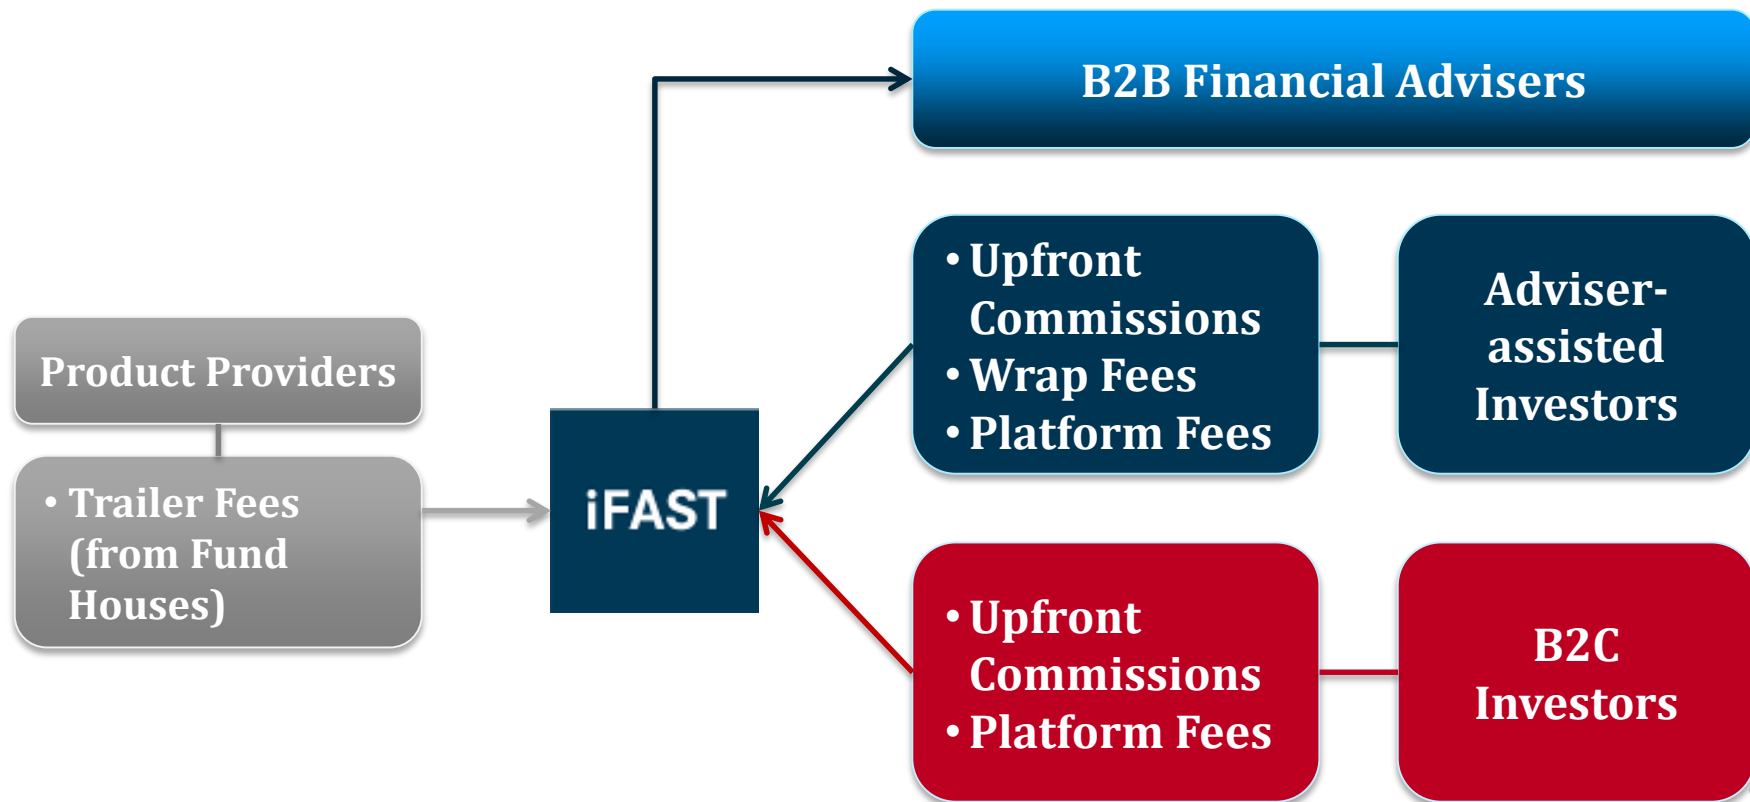 B2B Financial Advisers
Product Providers
• Trailer Fees
(from Fund
Houses)
iFAST
• Upfront
Commissions
• Wrap Fees
• Platform Fees
Adviser-
assisted
Investors
• Upfront
Commissions
• Platform Fees
B2C
Investors